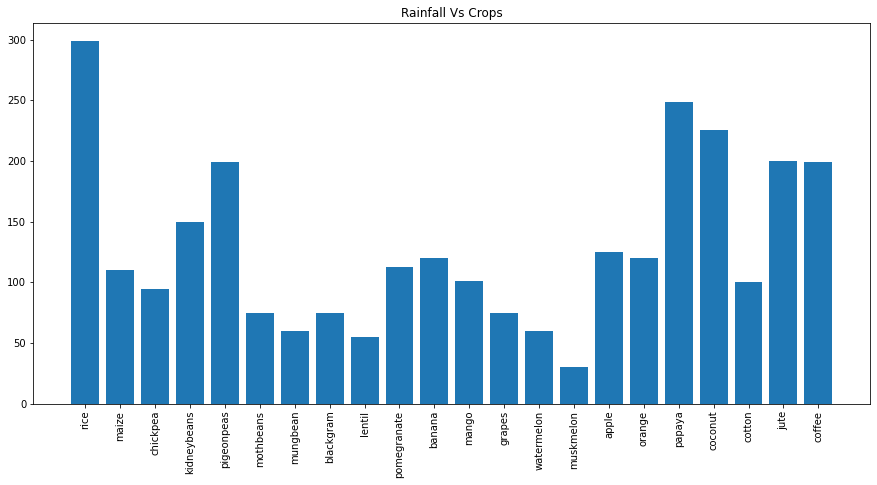 Rainfall Vs Crops
300
250
200
150
100
50
0
rice
maize
chickpea
kidneybeans
pigeonpeas
mothbeans
mungbean
blackgram
lentil
pomegranate
banana
mango
grapes
watermelon
muskmelon
apple
orange
papaya
coconut
cotton
jute
coffee